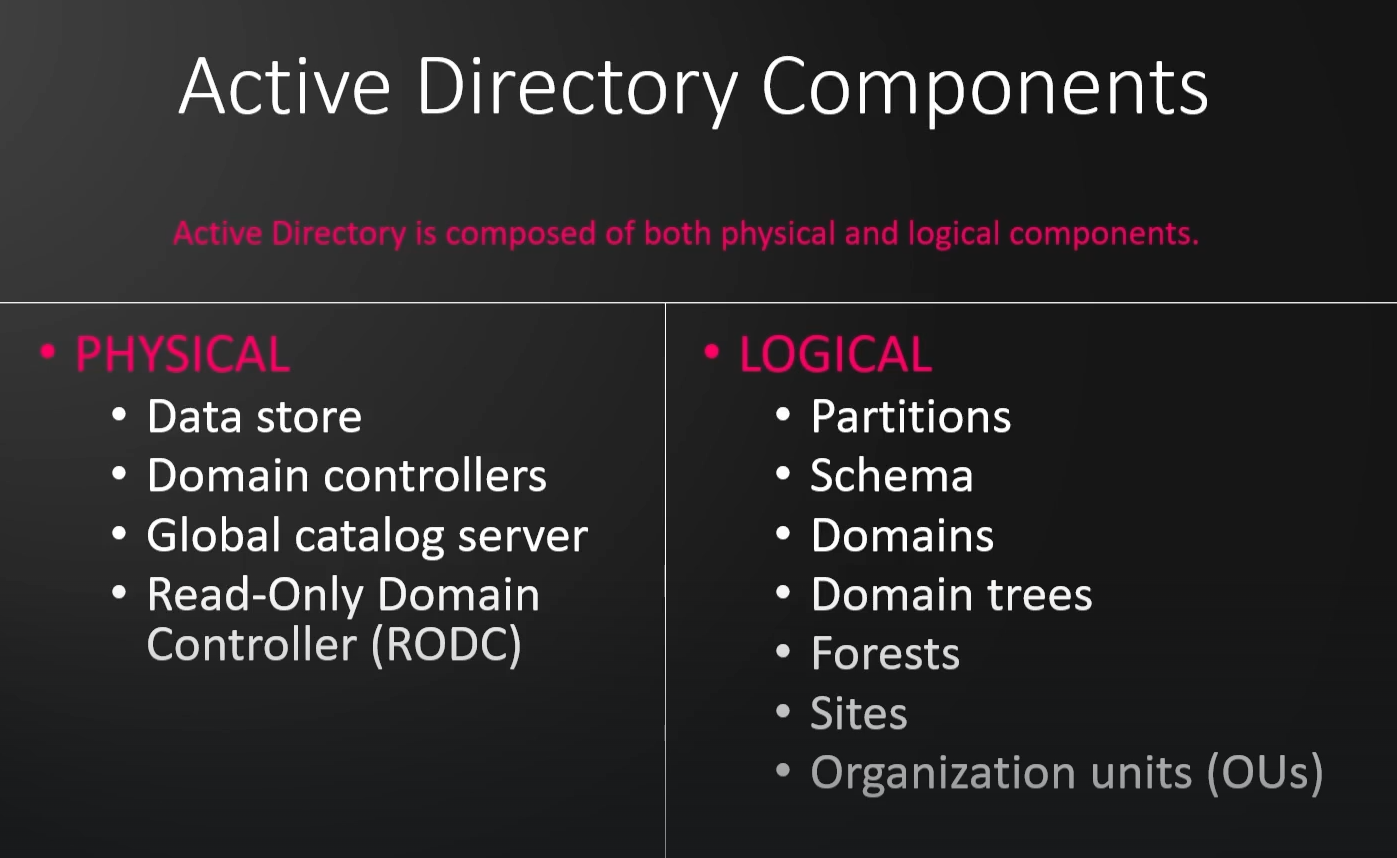 Active Directory Components
Active Directory is composed of both physical and logical components.
• PHYSICAL
• Data store
• Domain controllers
• Global catalog server
• Read-Only Domain
Controller (RODC)
• LOGICAL
• Partitions
• Schema
• Domains
• Domain trees
• Forests
• Sites
• Organization units (OUs)